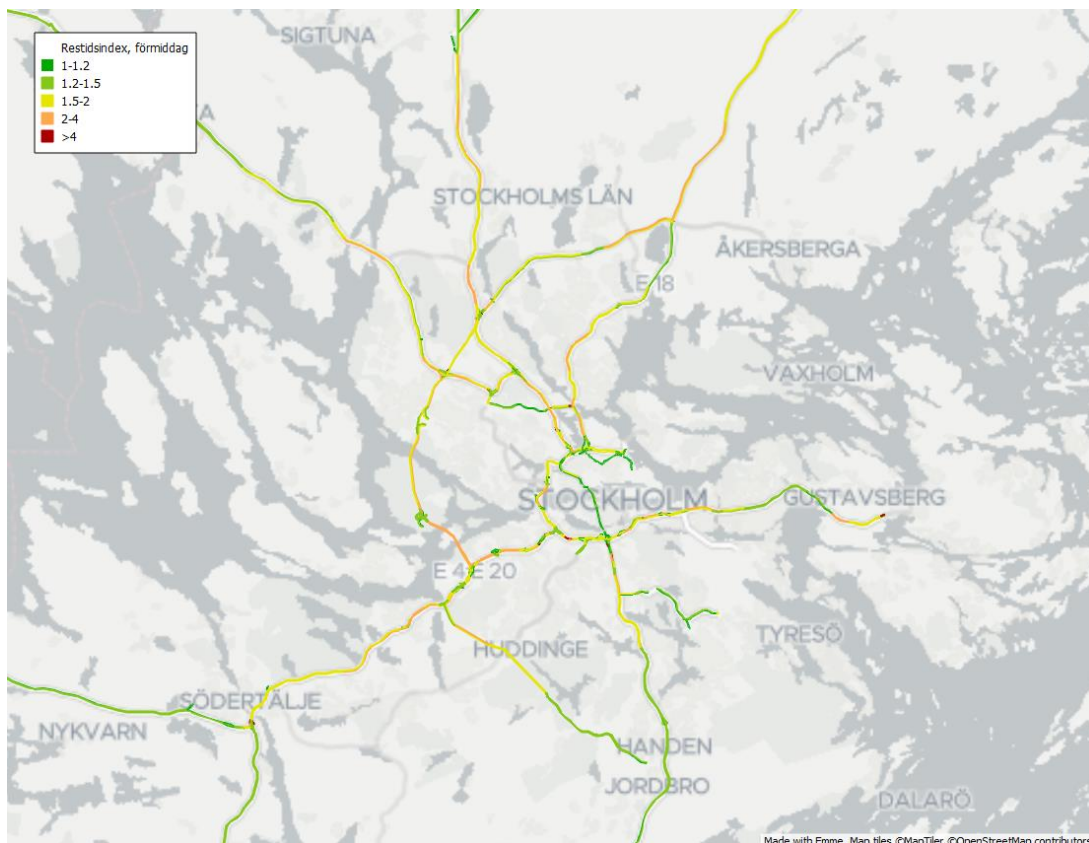 SIGTUNA
Restidsindex, förmiddag
1-1.2
1.2-1.5
1.5-2
2-4
>4
STOCKHOLMS LÄN
ÅKERSBERGA
E 18
VAXHOLM
STOCKHOLM
GUSTAVSBERG
E 4;E 20
TYRESÖ
HUDDINGE
SÖDERTÄLJE
NYKVARN
HANDEN
JORDBRO
DALARÖ
Made with Emme, Map tiles ©MapTiler ©OpenStreetMap contributors